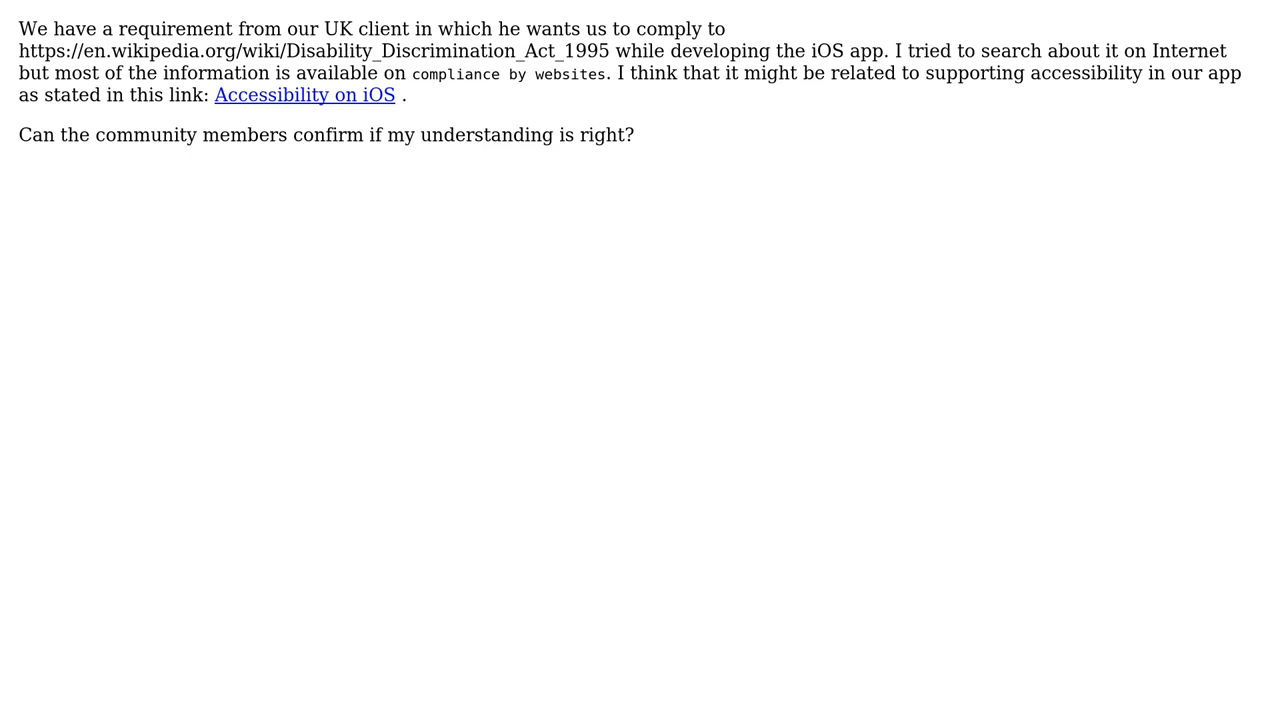 We have a requirement from our UK client in which he wants us to comply to
https://en.wikipedia.org/wiki/Disability_Discrimination_Act_1995 while developing the iOS app. I tried to search about it on Internet
but most of the information is available on compliance by websites. I think that it might be related to supporting accessibility in our app
as stated in this link: Accessibility on iOS .
Can the community members confirm if my understanding is right?